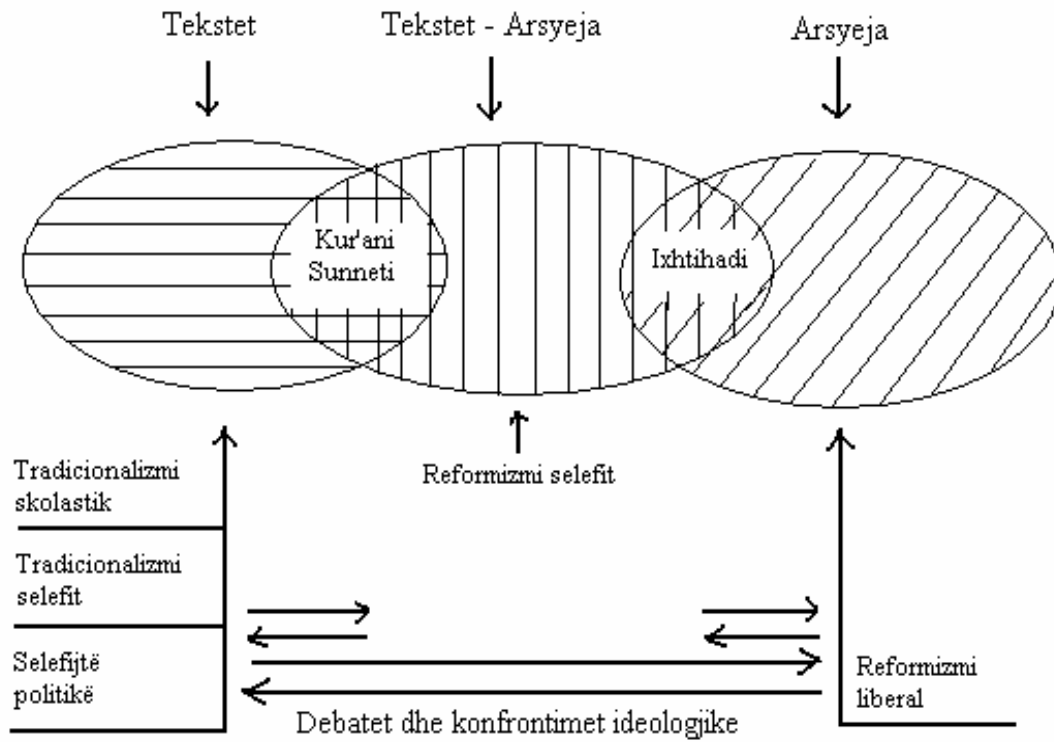 Tekstet
Tekstet - Arsyeja
Arsyeja
Kur'ani
Sunneti
Ixhtihadi
Reformizmi selefit
Tradicionalizmi
skolastik
Tradicionalizmi
selefit
Selefijtë
politikë
Reformizmi
liberal
Debatet dhe konfrontimet ideologjike